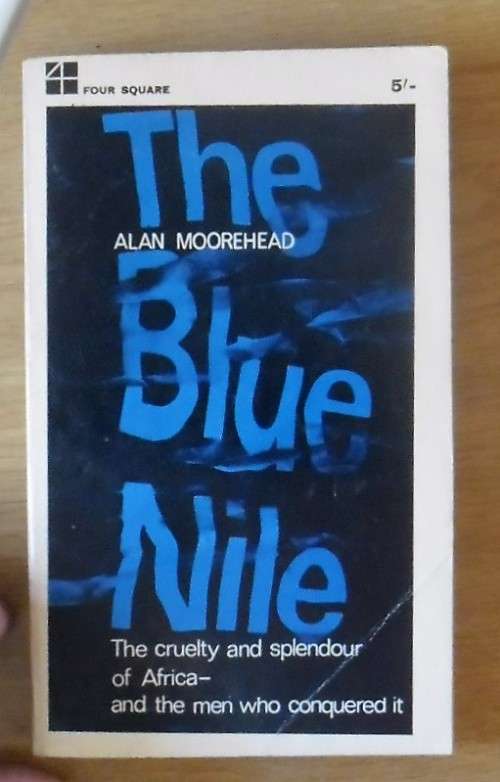 FOUR SQUARE
5/-
The
ALAN MOOREHEAD
Blue
Nile
The cruelty and splendour
of Africa–
and the men who conquered it